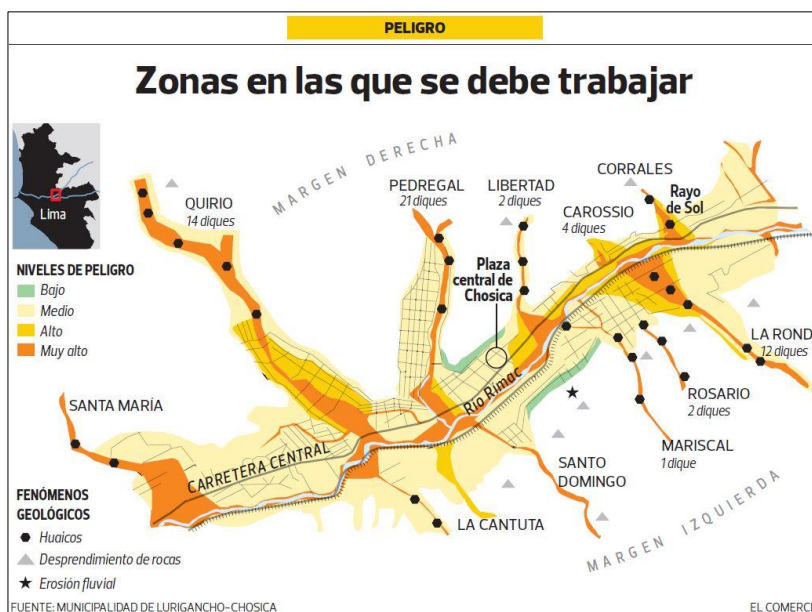 PELIGRO
Zonas en las que se debe trabajar
Lima
MARGEN DERECHA
QUIRIO
14 diques
PEDREGAL
21 diques
LIBERTAD
2 diques
CORRALES
CAROSSIO
4 diques
Rayo
de Sol
Plaza
central de
Chosica
NIVELES DE PELIGRO
Bajo
Medio
Alto
Muy alto
LA ROND
12 diques
Río Rímac
ROSARIO
2 diques
SANTA MARÍA
MARISCAL
1 dique
CARRETERA CENTRAL
SANTO
DOMINGO
LA CANTUTA
MARGEN IZQUIERDA
FENÓMENOS
GEOLÓGICOS
Huaicos
Desprendimiento de rocas
Erosión fluvial
FUENTE: MUNICIPALIDAD DE LURIGANCHO-CHOSICA
EL COMERC